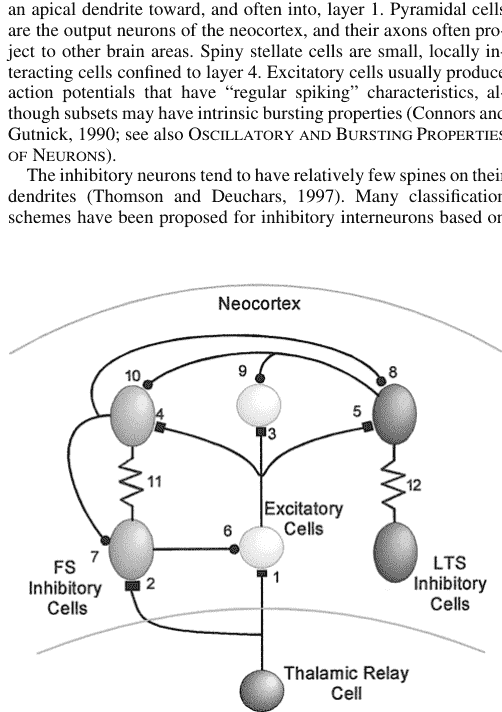 an apical dendrite toward, and often into, layer 1. Pyramidal cells
are the output neurons of the neocortex, and their axons often pro-
ject to other brain areas. Spiny stellate cells are small, locally in-
teracting cells confined to layer 4. Excitatory cells usually produce
action potentials that have “regular spiking” characteristics, al-
though subsets may have intrinsic bursting properties (Connors and
Gutnick, 1990; see also OSCILLATORY AND BURSTING PROPERTIES
OF NEURONS).
The inhibitory neurons tend to have relatively few spines on their
dendrites (Thomson and Deuchars, 1997). Many classification
schemes have been proposed for inhibitory interneurons based on
Neocortex
10
9
8
4
3
5
11
12
Excitatory
Cells
6
7
FS
Inhibitory
Cells
2
1
LTS
Inhibitory
Cells
Thalamic Relay
Cell